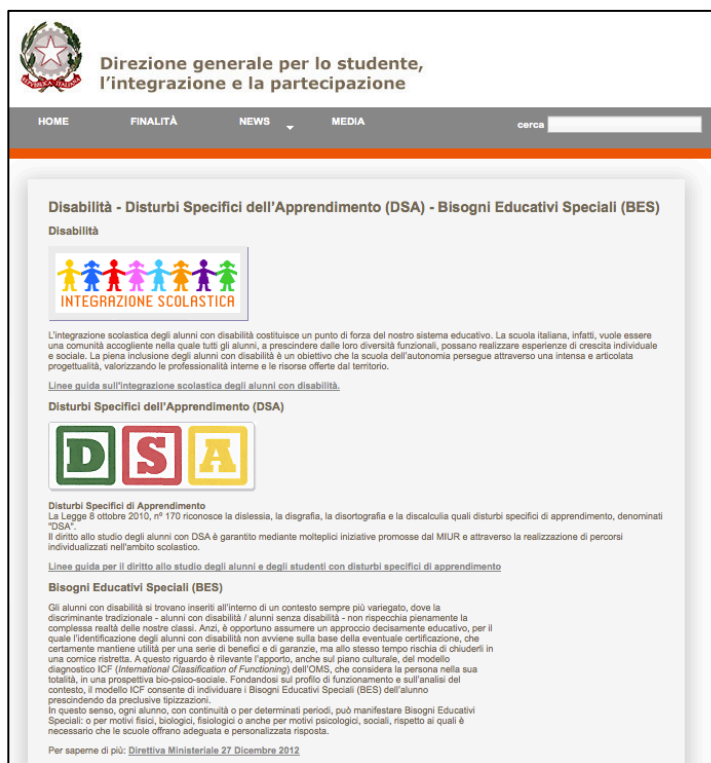 Direzione generale per lo studente,
l'integrazione e la partecipazione
HOME FINALITÀ NEWS MEDIA cerca
Disabilità - Disturbi Specifici dell'Apprendimento (DSA) - Bisogni Educativi Speciali (BES)
Disabilità
INTEGRAZIONE SCOLASTICA
L'integrazione scolastica degli alunni con disabilità costituisce un punto di forza del nostro sistema educativo. La scuola italiana, infatti, vuole essere
una comunità accogliente nella quale tutti gli alunni, a prescindere dalle loro diversità funzionali, possano realizzare esperienze di crescita individuale
e sociale. La piena inclusione degli alunni con disabilità è un obiettivo che la scuola dell'autonomia persegue attraverso una intensa e articolata
progettualità, valorizzando le professionalità interne e le risorse offerte dal territorio.
Linee guida sull'integrazione scolastica degli alunni con disabilità.
Disturbi Specifici dell'Apprendimento (DSA)
D S A
Disturbi Specifici di Apprendimento
La Legge 8 ottobre 2010, nº 170 riconosce la dislessia, la disgrafia, la disortografia e la discalculia quali disturbi specifici di apprendimento, denominati
"DSA".
Il diritto allo studio degli alunni con DSA è garantito mediante molteplici iniziative promosse dal MIUR e attraverso la realizzazione di percorsi
individualizzati nell'ambito scolastico.
Linee guida per il diritto allo studio degli alunni e degli studenti con disturbi specifici di apprendimento
Bisogni Educativi Speciali (BES)
Gli alunni con disabilità si trovano inseriti all'interno di un contesto sempre più variegato, dove la
discriminante tradizionale - alunni con disabilità / alunni senza disabilità - non rispecchia pienamente la
complessa realtà delle nostre classi. Anzi, è opportuno assumere un approccio decisamente educativo, per il
quale l'identificazione degli alunni con disabilità non avviene sulla base della eventuale certificazione, che
certamente mantiene utilità per una serie di benefici e di garanzie, ma allo stesso tempo rischia di chiuderli in
una cornice ristretta. A questo riguardo è rilevante l'apporto, anche sul piano culturale, del modello
diagnostico ICF (International Classification of Functioning) dell'OMS, che considera la persona nella sua
totalità, in una prospettiva bio-psico-sociale. Fondandosi sul profilo di funzionamento e sull'analisi del
contesto, il modello ICF consente di individuare i Bisogni Educativi Speciali (BES) dell'alunno
prescindendo da preclusive tipizzazioni.
In questo senso, ogni alunno, con continuità o per determinati periodi, può manifestare Bisogni Educativi
Speciali: o per motivi fisici, biologici, fisiologici o anche per motivi psicologici, sociali, rispetto ai quali è
necessario che le scuole offrano adeguata e personalizzata risposta.
Per saperne di più: Direttiva Ministeriale 27 Dicembre 2012